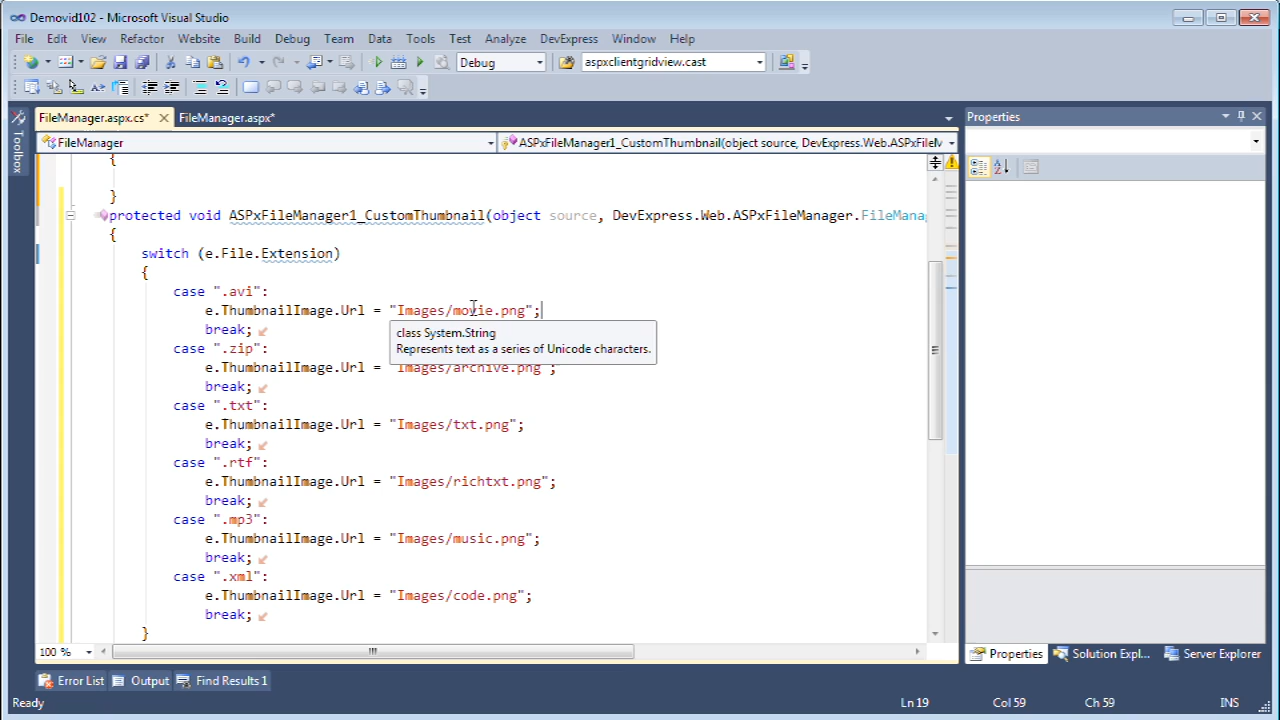 Demovid102 - Microsoft Visual Studio
File Edit View Refactor Website Build Debug Team Data Tools Test Analyze DevExpress Window Help
Debug aspxclientgridview.cast
FileManager.aspx.cs* FileManager.aspx* Properties
FileManager ASPxFileManager1_CustomThumbnail(object source, DevExpress.Web.ASPxFileM
Toolbox
{
}
protected void ASPxFileManager1_CustomThumbnail(object source, DevExpress.Web.ASPxFileManager.FileMana
{
switch (e.File.Extension)
{
case ".avi":
e.ThumbnailImage.Url = "Images/movie.png";
break;
class System.String
Represents text as a series of Unicode characters.
case ".zip":
e.ThumbnailImage.Url = "Images/archive.png";
break;
case ".txt":
e.ThumbnailImage.Url = "Images/txt.png";
break;
case ".rtf":
e.ThumbnailImage.Url = "Images/richtxt.png";
break;
case ".mp3":
e.ThumbnailImage.Url = "Images/music.png";
break;
case ".xml":
e.ThumbnailImage.Url = "Images/code.png";
break;
}
100 %
Properties Solution Expl... Server Explorer
Error List Output Find Results 1
Ready Ln 19 Col 59 Ch 59 INS